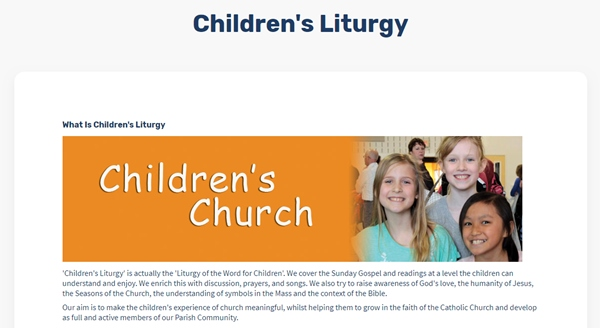 Children's Liturgy
What Is Children's Liturgy
Children's
Church
'Children's Liturgy' is actually the 'Liturgy of the Word for Children'. We cover the Sunday Gospel and readings at a level the children can
understand and enjoy. We enrich this with discussion, prayers, and songs. We also try to raise awareness of God's love, the humanity of Jesus,
the Seasons of the Church, the understanding of symbols in the Mass and the context of the Bible.
Our aim is to make the children's experience of church meaningful, whilst helping them to grow in the faith of the Catholic Church and develop
as full and active members of our Parish Community.